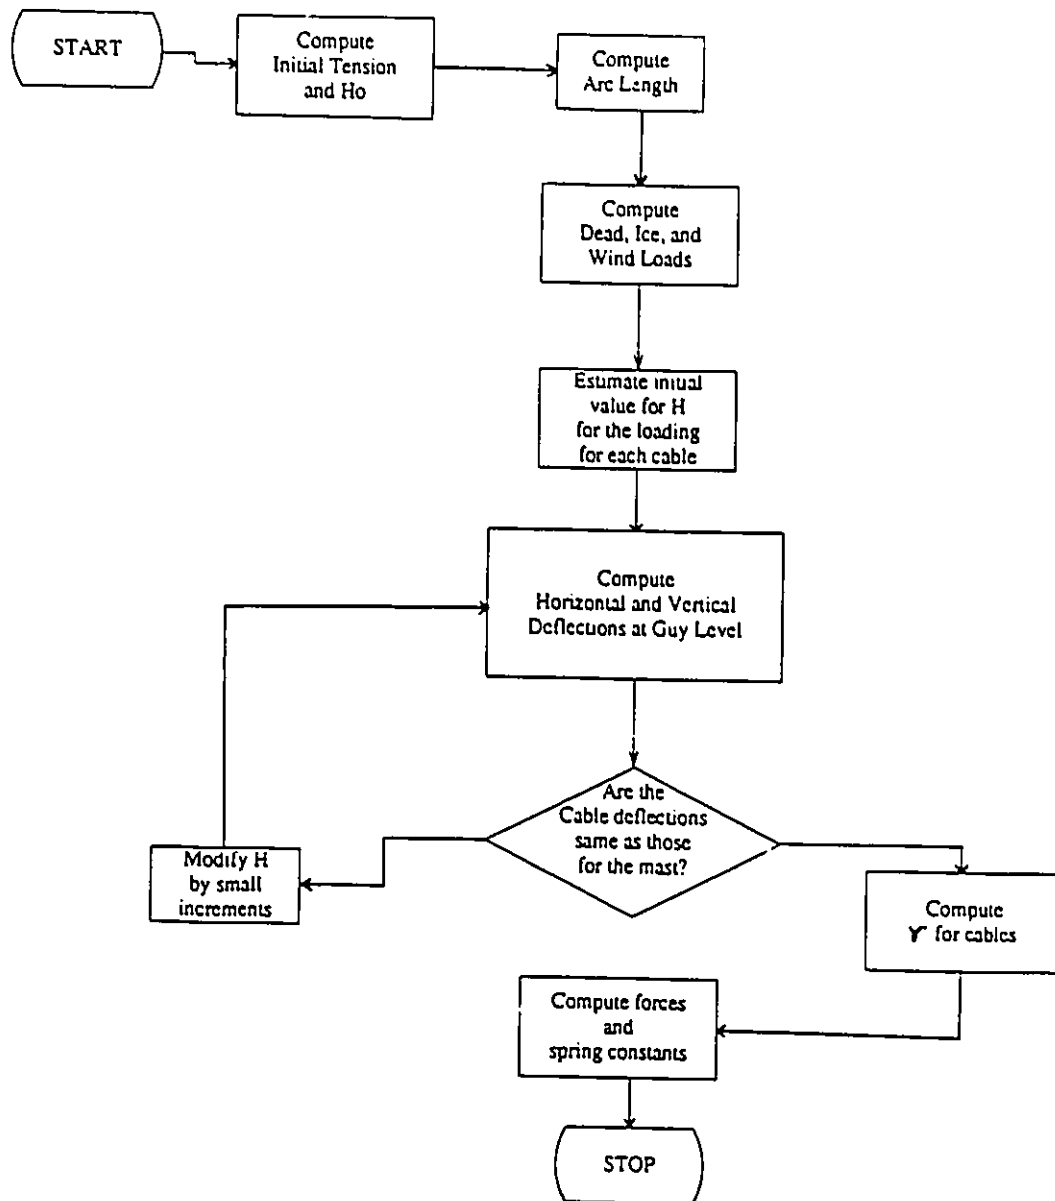 START
Compute
Initial Tension
and Ho
Compute
Arc Length
Compute
Dead, Ice, and
Wind Loads
Estimate initial
value for H
for the loading
for each cable
Compute
Horizontal and Vertical
Deflections at Guy Level
Are the
Cable deflections
same as those
for the mast?
Modify H
by small
increments
Compute
ϒ for cables
Compute forces
and
spring constants
STOP